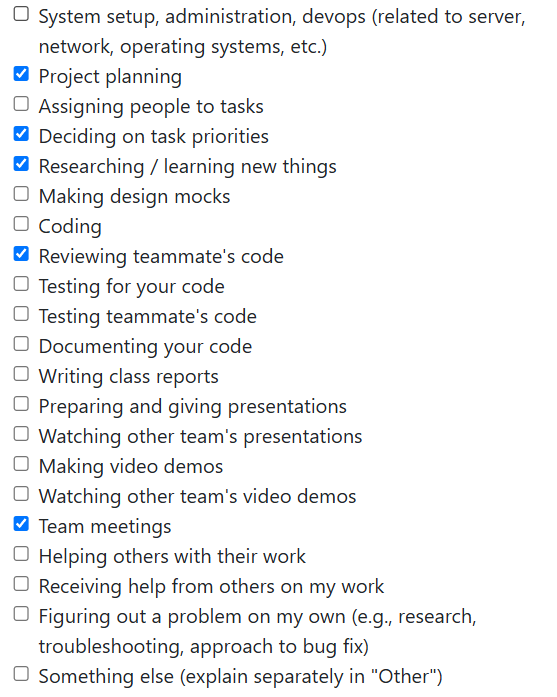 System setup, administration, devops (related to server,
network, operating systems, etc.)
Project planning
Assigning people to tasks
Deciding on task priorities
Researching / learning new things
Making design mocks
Coding
Reviewing teammate's code
Testing for your code
Testing teammate's code
Documenting your code
Writing class reports
Preparing and giving presentations
Watching other team's presentations
Making video demos
Watching other team's video demos
Team meetings
Helping others with their work
Receiving help from others on my work
Figuring out a problem on my own (e.g., research,
troubleshooting, approach to bug fix)
Something else (explain separately in "Other")